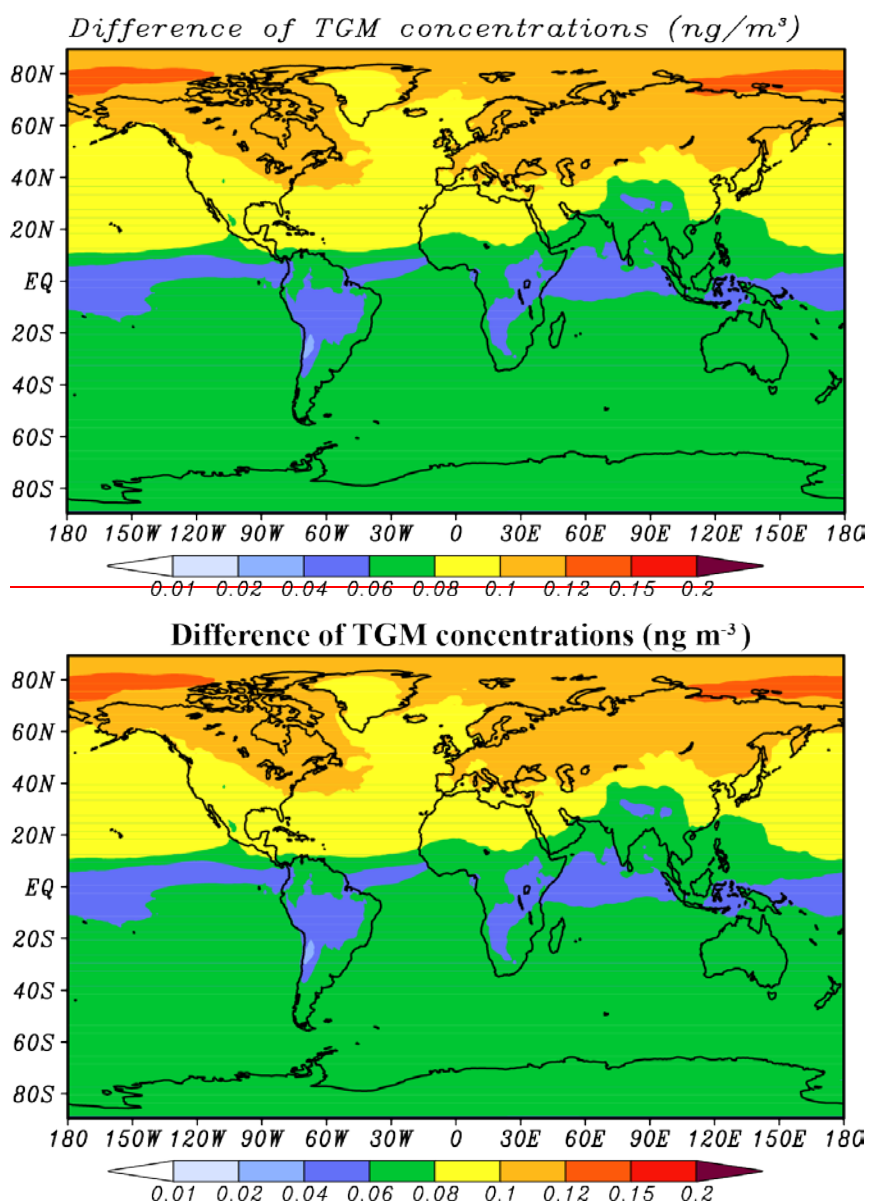 Difference of TGM concentrations (ng/m³)
80N
60N
40N
20N
EQ
20S
40S
60S
80S
180 150W 120W 90W 60W 30W 0 30E 60E 90E 120E 150E 180
0.01 0.02 0.04 0.06 0.08 0.1 0.12 0.15 0.2
Difference of TGM concentrations (ng m⁻³)
80N
60N
40N
20N
EQ
20S
40S
60S
80S
180 150W 120W 90W 60W 30W 0 30E 60E 90E 120E 150E 180
0.01 0.02 0.04 0.06 0.08 0.1 0.12 0.15 0.2